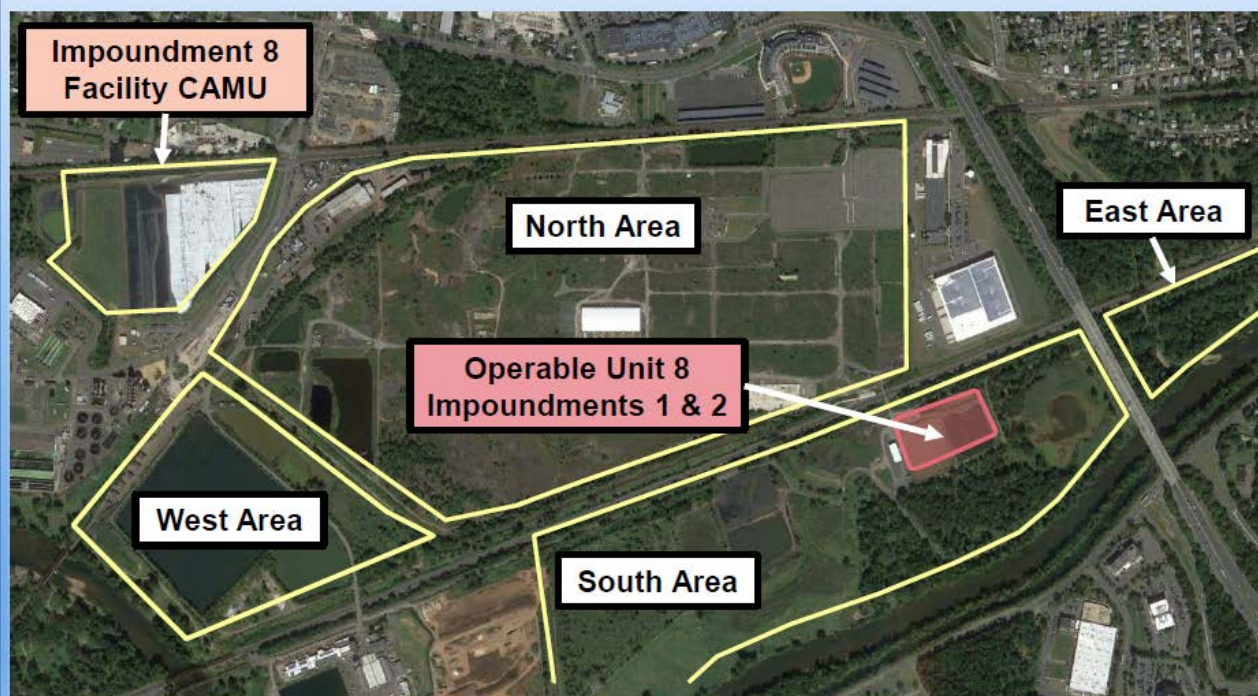 Impoundment 8
Facility CAMU
North Area
East Area
Operable Unit 8
Impoundments 1 & 2
West Area
South Area